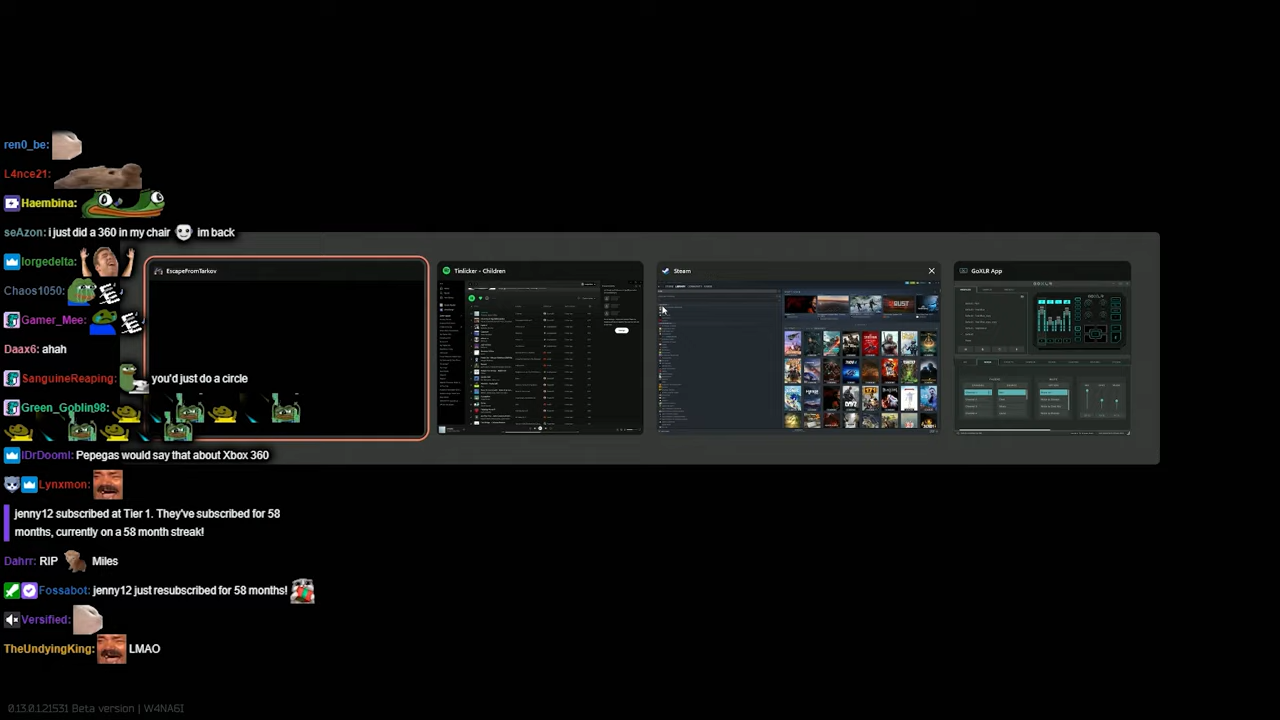 ren0_be:
L4nce21:
Haembina:
seAzon: i just did a 360 in my chair im back
lorgedelta:
EscapeFromTarkov
Tinlicker - Children
Steam
GoXLR App
Chaos1050:
Gamer_Mee:
Daax6: ahah
SanguineReaping: you'd just do a circle
Green_Goblin98:
IDrDoomI: Pepegas would say that about Xbox 360
Lynxmon:
jenny12 subscribed at Tier 1. They've subscribed for 58
months, currently on a 58 month streak!
Dahrr: RIP Miles
Fossabot: jenny12 just resubscribed for 58 months!
Versified:
TheUndyingKing: LMAO
0.13.0.1.21531 Beta version | W4NA6I